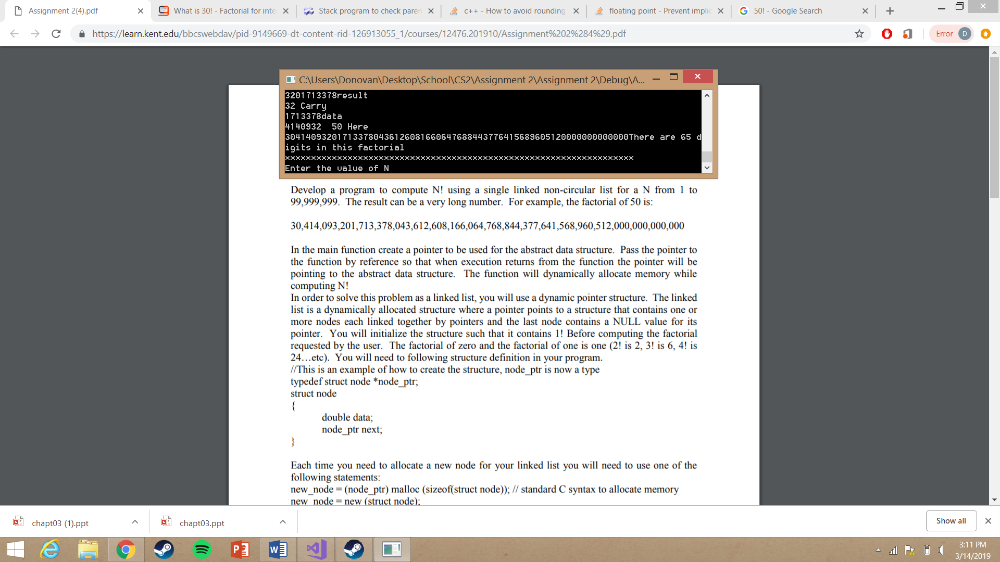 Assignment 2(4).pdf
What is 30! - Factorial for inte
Stack program to check paren
c++ - How to avoid rounding
floating point - Prevent implic
50! - Google Search
https://learn.kent.edu/bbcswebdav/pid-9149669-dt-content-rid-126913055_1/courses/12476.201910/Assignment%202%284%29.pdf
Error D
C:\Users\Donovan\Desktop\School\CS2\Assignment 2\Assignment 2\Debug\A...
3201713378result
32 Carry
1713378data
4140932  50 Here
30414093201713378043612608166064768844377641568960512000000000000There are 65 d
igits in this factorial
*******************************************************************
Enter the value of N
Develop a program to compute N! using a single linked non-circular list for a N from 1 to
99,999,999. The result can be a very long number. For example, the factorial of 50 is:
30,414,093,201,713,378,043,612,608,166,064,768,844,377,641,568,960,512,000,000,000,000
In the main function create a pointer to be used for the abstract data structure. Pass the pointer to
the function by reference so that when execution returns from the function the pointer will be
pointing to the abstract data structure. The function will dynamically allocate memory while
computing N!
In order to solve this problem as a linked list, you will use a dynamic pointer structure. The linked
list is a dynamically allocated structure where a pointer points to a structure that contains one or
more nodes each linked together by pointers and the last node contains a NULL value for its
pointer. You will initialize the structure such that it contains 1! Before computing the factorial
requested by the user. The factorial of zero and the factorial of one is one (2! is 2, 3! is 6, 4! is
24…etc). You will need to following structure definition in your program.
//This is an example of how to create the structure, node_ptr is now a type
typedef struct node *node_ptr;
struct node
{
double data;
node_ptr next;
}
Each time you need to allocate a new node for your linked list you will need to use one of the
following statements:
new_node = (node_ptr) malloc (sizeof(struct node)); // standard C syntax to allocate memory
new_node = new (struct node);
chapt03 (1).ppt
chapt03.ppt
Show all
3:11 PM
3/14/2019